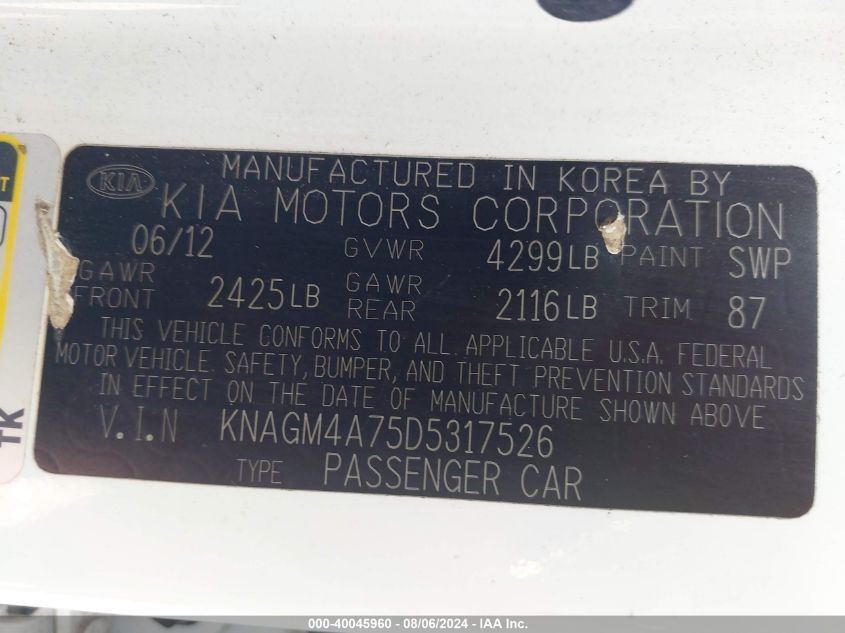 KIA
MANUFACTURED IN KOREA BY
KIA MOTORS CORPORATION
06/12 GVWR 4299LB PAINT SWP
GAWR FRONT 2425LB GAWR REAR 2116LB TRIM 87
THIS VEHICLE CONFORMS TO ALL APPLICABLE U.S.A. FEDERAL
MOTOR VEHICLE SAFETY, BUMPER, AND THEFT PREVENTION STANDARDS
IN EFFECT ON THE DATE OF MANUFACTURE SHOWN ABOVE
V.I.N KNAGM4A75D5317526
TYPE PASSENGER CAR
000-40045960 - 08/06/2024 - IAA Inc.